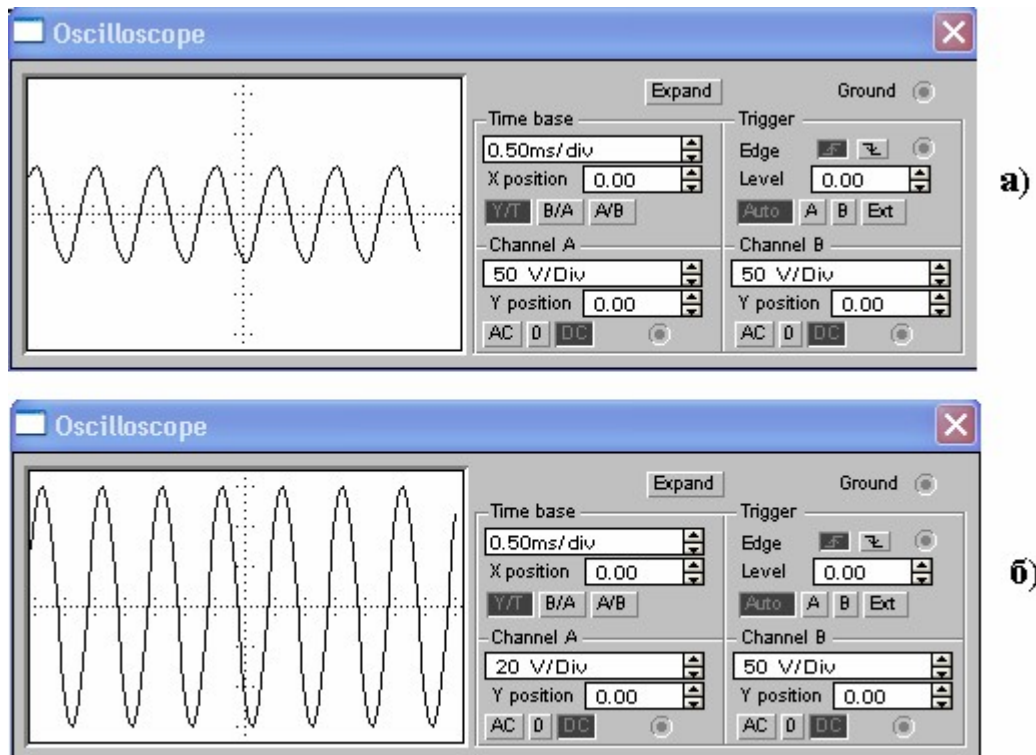 Oscilloscope
Expand
Ground
Time base
Trigger
0.50ms/div
Edge
X position 0.00
Level 0.00
Y/T B/A A/B
Auto A B Ext
Channel A
Channel B
50 V/Div
50 V/Div
Y position 0.00
Y position 0.00
AC 0 DC
AC 0 DC
а)
Oscilloscope
Expand
Ground
Time base
Trigger
0.50ms/div
Edge
X position 0.00
Level 0.00
Y/T B/A A/B
Auto A B Ext
Channel A
Channel B
20 V/Div
50 V/Div
Y position 0.00
Y position 0.00
AC 0 DC
AC 0 DC
б)